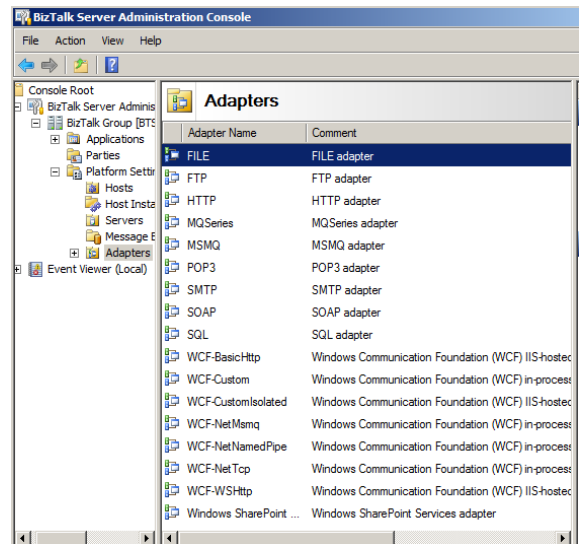 BizTalk Server Administration Console
File Action View Help
Console Root
BizTalk Server Adminis
BizTalk Group [BTS
Applications
Parties
Platform Settin
Hosts
Host Insta
Servers
Message B
Adapters
Event Viewer (Local)
Adapters
Adapter Name Comment
FILE FILE adapter
FTP FTP adapter
HTTP HTTP adapter
MQSeries MQSeries adapter
MSMQ MSMQ adapter
POP3 POP3 adapter
SMTP SMTP adapter
SOAP SOAP adapter
SQL SQL adapter
WCF-BasicHttp Windows Communication Foundation (WCF) IIS-hosted
WCF-Custom Windows Communication Foundation (WCF) in-process
WCF-CustomIsolated Windows Communication Foundation (WCF) IIS-hosted
WCF-NetMsmq Windows Communication Foundation (WCF) in-process
WCF-NetNamedPipe Windows Communication Foundation (WCF) in-process
WCF-NetTcp Windows Communication Foundation (WCF) in-process
WCF-WSHttp Windows Communication Foundation (WCF) IIS-hosted
Windows SharePoint ... Windows SharePoint Services adapter